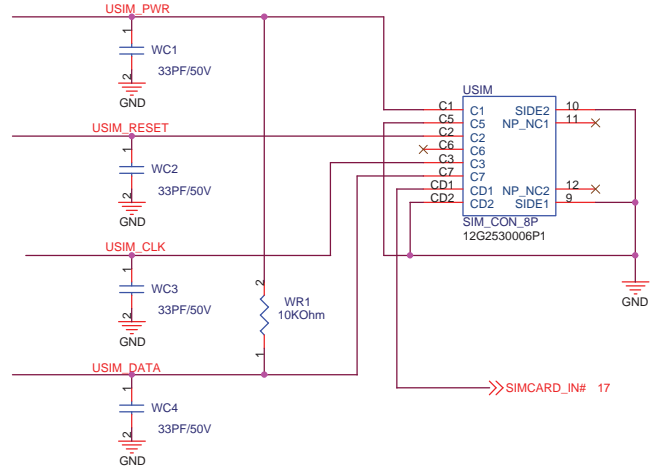 USIM_PWR
1
WC1
33PF/50V
2
GND
USIM_RESET
1
WC2
33PF/50V
2
GND
USIM_CLK
1
WC3
33PF/50V
2
GND
2
WR1
10KOhm
1
USIM_DATA
1
WC4
33PF/50V
2
GND
USIM
C1 C1 SIDE2 10
C5 C5 NP_NC1 11
C2 C2
C6 C6
C3 C3
C7 C7
CD1 CD1 NP_NC2 12
CD2 CD2 SIDE1 9
SIM_CON_8P
12G2530006P1
GND
SIMCARD_IN# 17